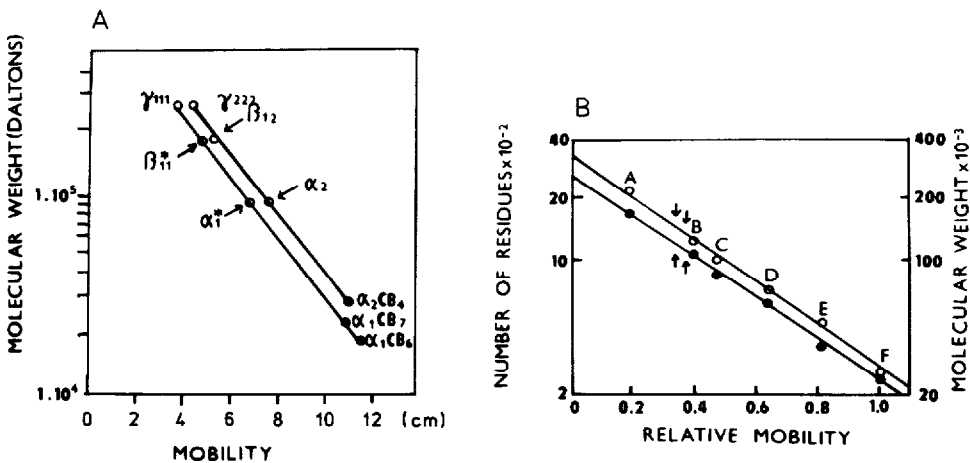 A
MOLECULAR WEIGHT(DALTONS)
γ111
γ222
β12
β*11
α2
α*1
α2CB4
α1CB7
α1CB6
1.10⁵
1.10⁴
0 2 4 6 8 10 12 (cm)
MOBILITY
B
NUMBER OF RESIDUES×10⁻²
40
20
10
2
A
B
C
D
E
F
400
200
100
20
MOLECULAR WEIGHT×10⁻³
0 0.2 0.4 0.6 0.8 1.0
RELATIVE MOBILITY